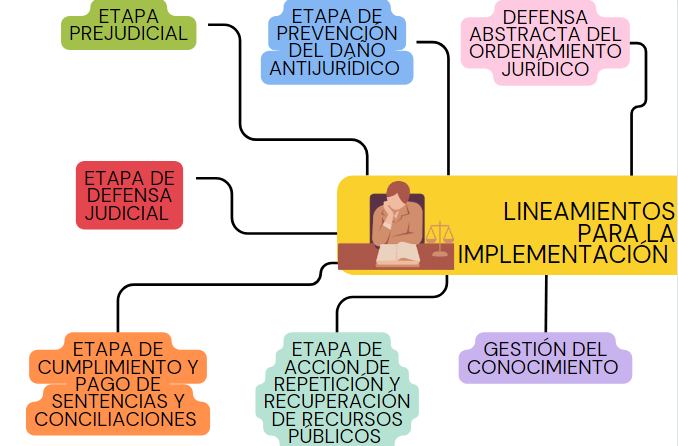 ETAPA
PREJUDICIAL
ETAPA DE
PREVENCIÓN
DEL DAÑO
ANTIJURÍDICO
DEFENSA
ABSTRACTA DEL
ORDENAMIENTO
JURÍDICO
ETAPA DE
DEFENSA
JUDICIAL
LINEAMIENTOS
PARA LA
IMPLEMENTACIÓN
ETAPA DE
CUMPLIMIENTO Y
PAGO DE
SENTENCIAS Y
CONCILIACIONES
ETAPA DE
ACCIÓN DE
REPETICIÓN Y
RECUPERACIÓN
DE RECURSOS
PÚBLICOS
GESTIÓN DEL
CONOCIMIENTO